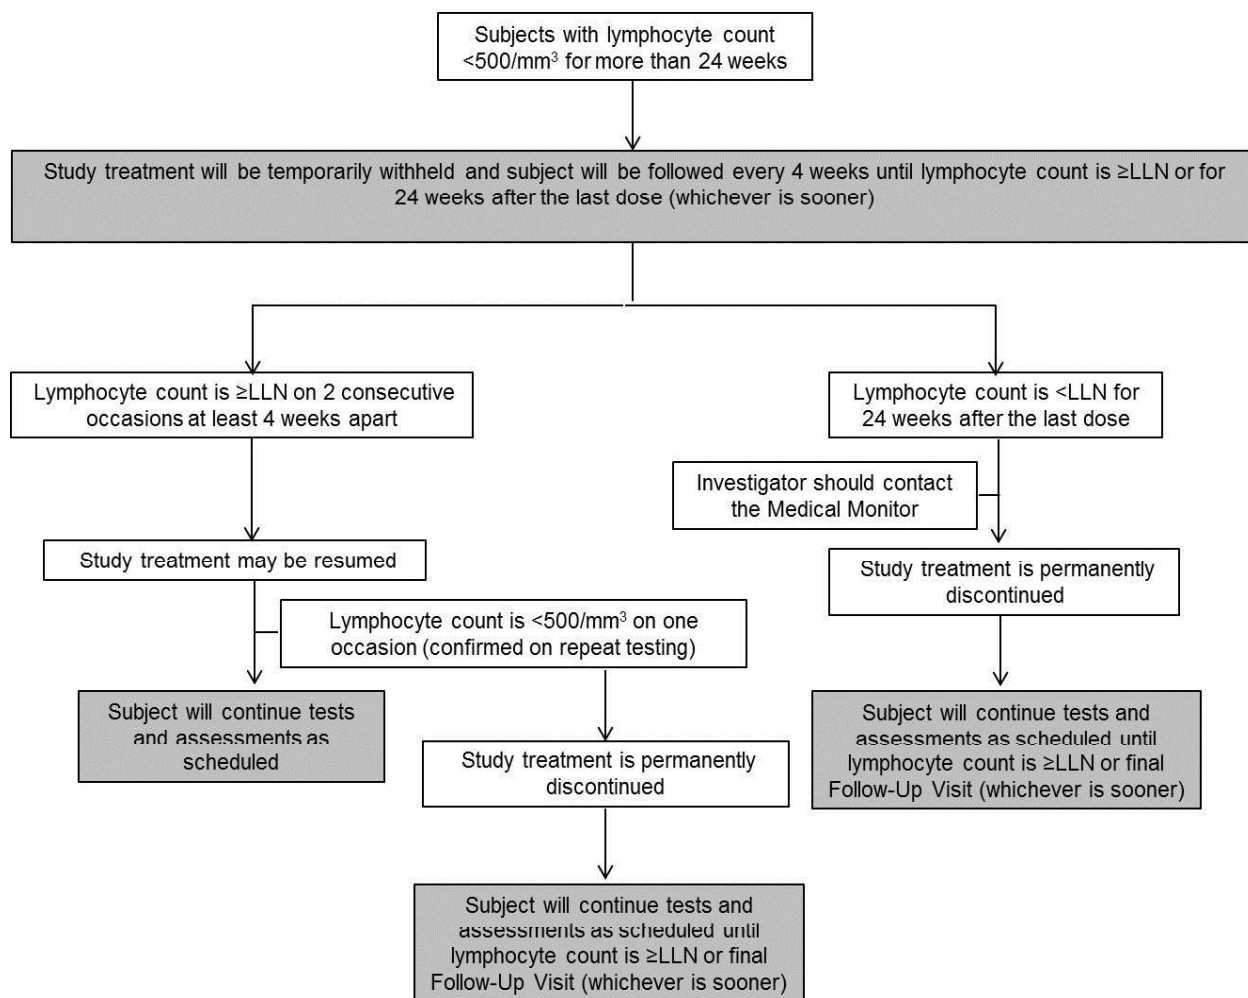 Subjects with lymphocyte count
<500/mm³ for more than 24 weeks
Study treatment will be temporarily withheld and subject will be followed every 4 weeks until lymphocyte count is ≥LLN or for
24 weeks after the last dose (whichever is sooner)
Lymphocyte count is ≥LLN on 2 consecutive
occasions at least 4 weeks apart
Lymphocyte count is <LLN for
24 weeks after the last dose
Investigator should contact
the Medical Monitor
Study treatment may be resumed
Study treatment is permanently
discontinued
Lymphocyte count is <500/mm³ on one
occasion (confirmed on repeat testing)
Subject will continue tests
and assessments as
scheduled
Subject will continue tests and
assessments as scheduled until
lymphocyte count is ≥LLN or final
Follow-Up Visit (whichever is sooner)
Study treatment is permanently
discontinued
Subject will continue tests and
assessments as scheduled until
lymphocyte count is ≥LLN or final
Follow-Up Visit (whichever is sooner)